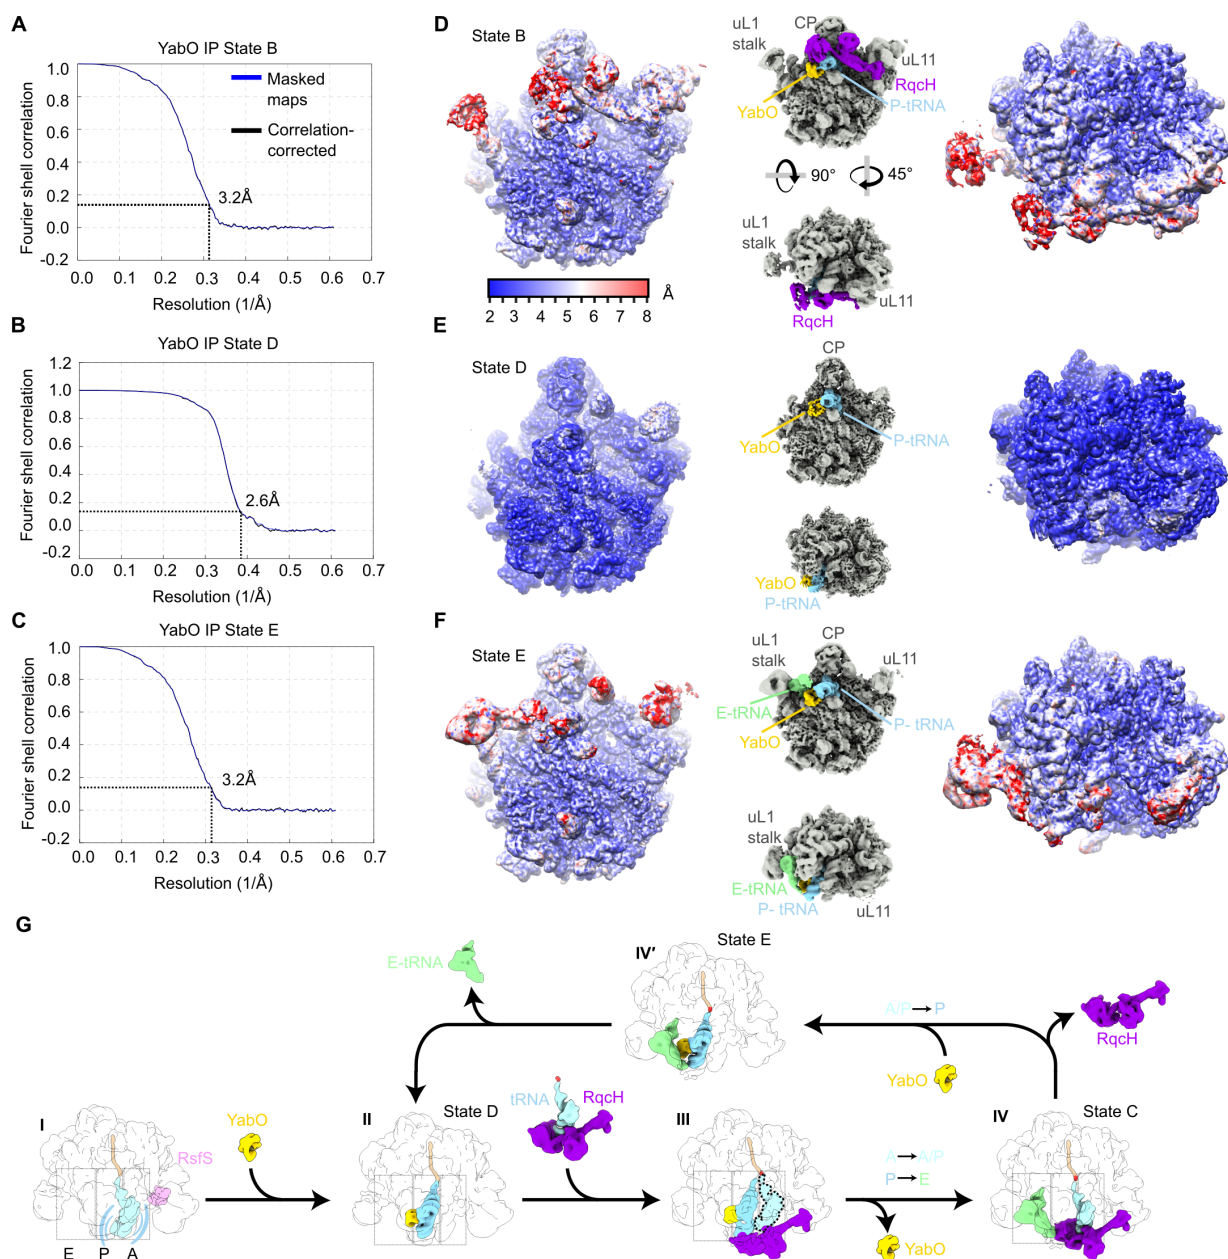 A
YabO IP State B
Fourier shell correlation
1.0
0.8
0.6
0.4
0.2
0.0
-0.2
Masked
maps
Correlation-
corrected
3.2Å
0.0 0.1 0.2 0.3 0.4 0.5 0.6 0.7
Resolution (1/Å)
B
YabO IP State D
Fourier shell correlation
1.2
1.0
0.8
0.6
0.4
0.2
0.0
-0.2
2.6Å
0.0 0.1 0.2 0.3 0.4 0.5 0.6 0.7
Resolution (1/Å)
C
YabO IP State E
Fourier shell correlation
1.0
0.8
0.6
0.4
0.2
0.0
-0.2
3.2Å
0.0 0.1 0.2 0.3 0.4 0.5 0.6 0.7
Resolution (1/Å)
D
State B
2 3 4 5 6 7 8
Å
uL1
stalk
CP
uL11
RqcH
YabO
P-tRNA
90°
45°
uL1
stalk
uL11
RqcH
E
State D
CP
YabO
P-tRNA
YabO
P-tRNA
F
State E
uL1
stalk
CP
uL11
E-tRNA
YabO
P- tRNA
uL1
stalk
E-tRNA
P- tRNA
uL11
G
E-tRNA
IV′
State E
A/P P
YabO
RqcH
I
RsfS
E P A
YabO
II
State D
tRNA
RqcH
III
A A/P
P E
YabO
IV
State C